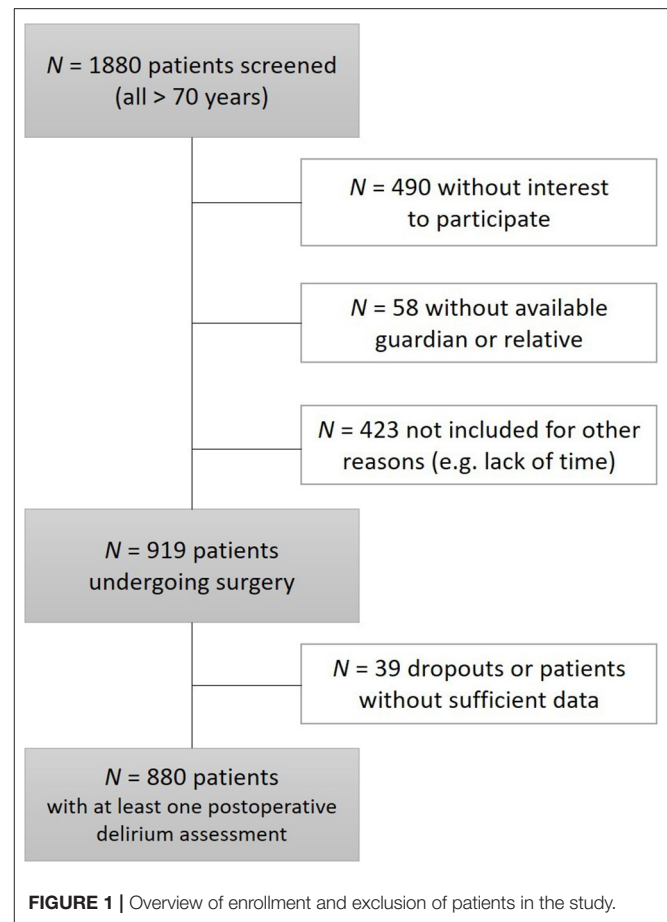 N = 1880 patients screened
(all > 70 years)
N = 490 without interest
to participate
N = 58 without available
guardian or relative
N = 423 not included for other
reasons (e.g. lack of time)
N = 919 patients
undergoing surgery
N = 39 dropouts or patients
without sufficient data
N = 880 patients
with at least one postoperative
delirium assessment
FIGURE 1 | Overview of enrollment and exclusion of patients in the study.